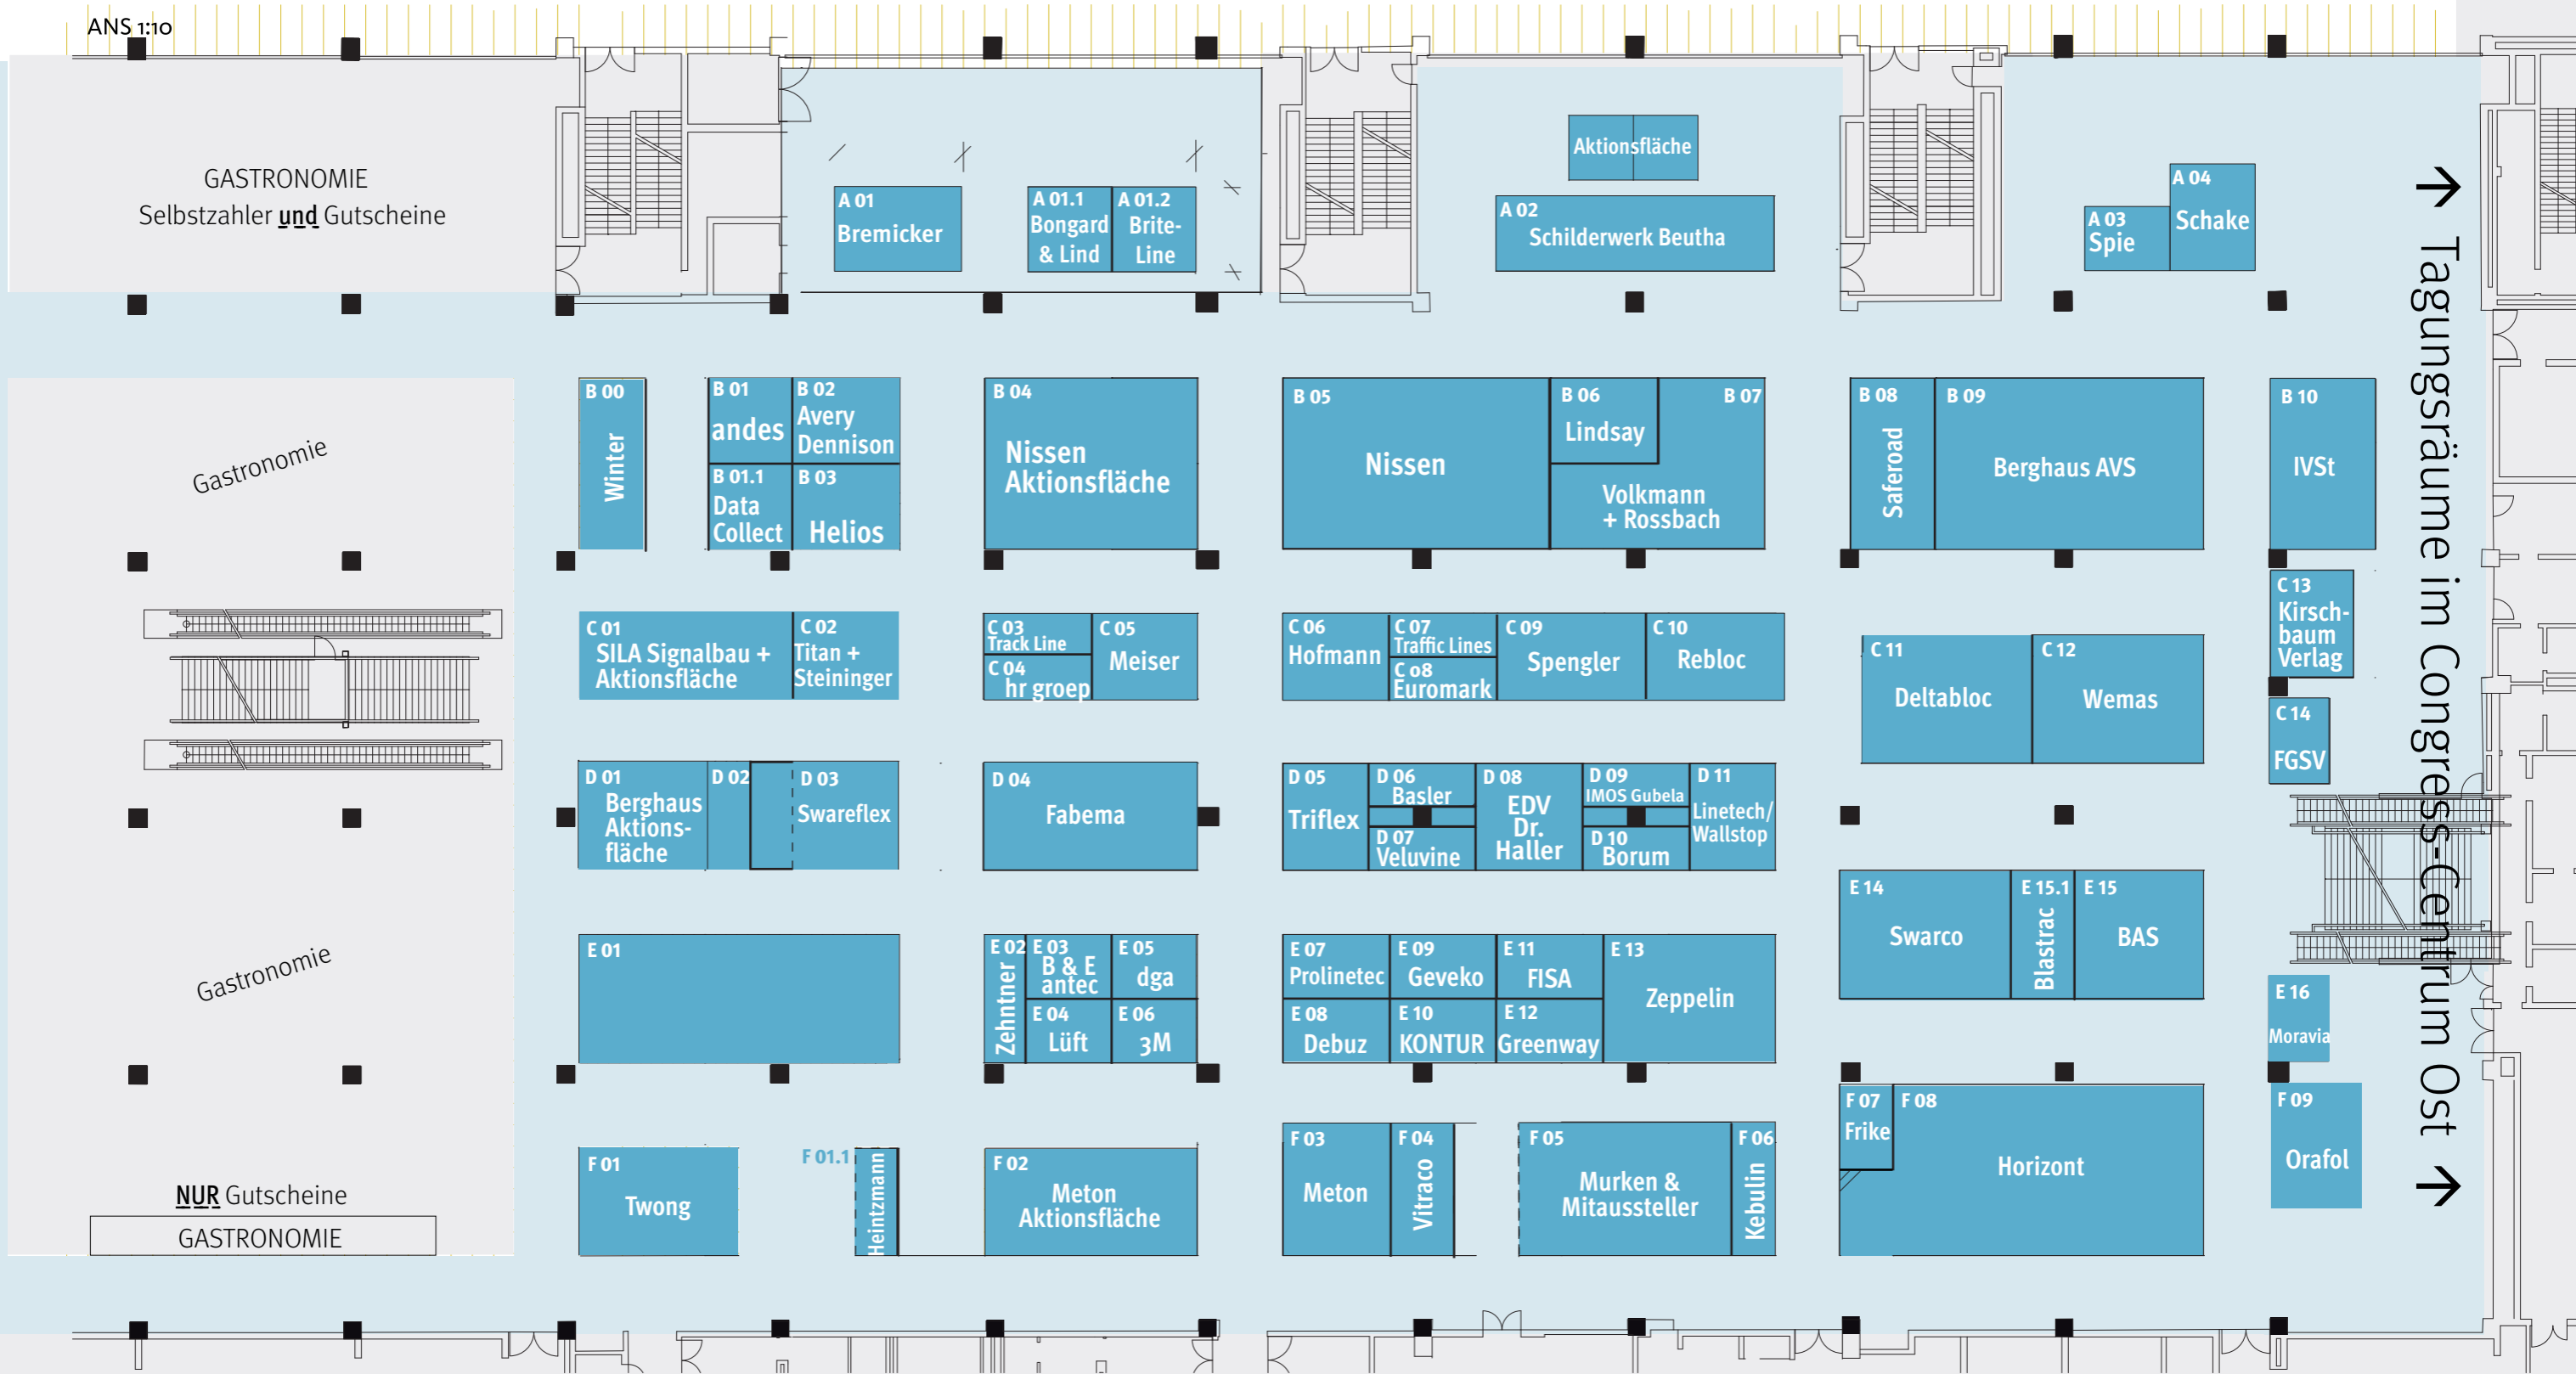 ANS 1:10
GASTRONOMIE
Selbstzahler und Gutscheine
A 01
Bremicker
A 01.1
Bongard
& Lind
A 01.2
Brite-
Line
Aktionsfläche
A 02
Schilderwerk Beutha
A 03
Spie
A 04
Schake
→ Tagungsräume im Congress-Centrum Ost →
Gastronomie
B 00
Winter
B 01
andes
B 02
Avery
Dennison
B 01.1
Data
Collect
B 03
Helios
B 04
Nissen
Aktionsfläche
B 05
Nissen
B 06
Lindsay
B 07
Volkmann
+ Rossbach
B 08
Saferoad
B 09
Berghaus AVS
B 10
IVSt
C 01
SILA Signalbau +
Aktionsfläche
C 02
Titan +
Steininger
C 03
Track Line
C 04
hr groep
C 05
Meiser
C 06
Hofmann
C 07
Traffic Lines
C 08
Euromark
C 09
Spengler
C 10
Rebloc
C 11
Deltabloc
C 12
Wemas
C 13
Kirsch-
baum
Verlag
C 14
FGSV
D 01
Berghaus
Aktions-
fläche
D 02
D 03
Swareflex
D 04
Fabema
D 05
Triflex
D 06
Basler
D 07
Veluvine
D 08
EDV
Dr.
Haller
D 09
IMOS Gubela
D 10
Borum
D 11
Linetech/
Wallstop
Gastronomie
E 01
E 02
Zehntner
E 03
B & E
antec
E 04
Lüft
E 05
dga
E 06
3M
E 07
Prolinetec
E 08
Debuz
E 09
Geveko
E 10
KONTUR
E 11
FISA
E 12
Greenway
E 13
Zeppelin
E 14
Swarco
E 15.1
Blastrac
E 15
BAS
E 16
Moravia
NUR Gutscheine
GASTRONOMIE
F 01
Twong
F 01.1
Heintzmann
F 02
Meton
Aktionsfläche
F 03
Meton
F 04
Vitraco
F 05
Murken &
Mitaussteller
F 06
Kebulin
F 07
Frike
F 08
Horizont
F 09
Orafol